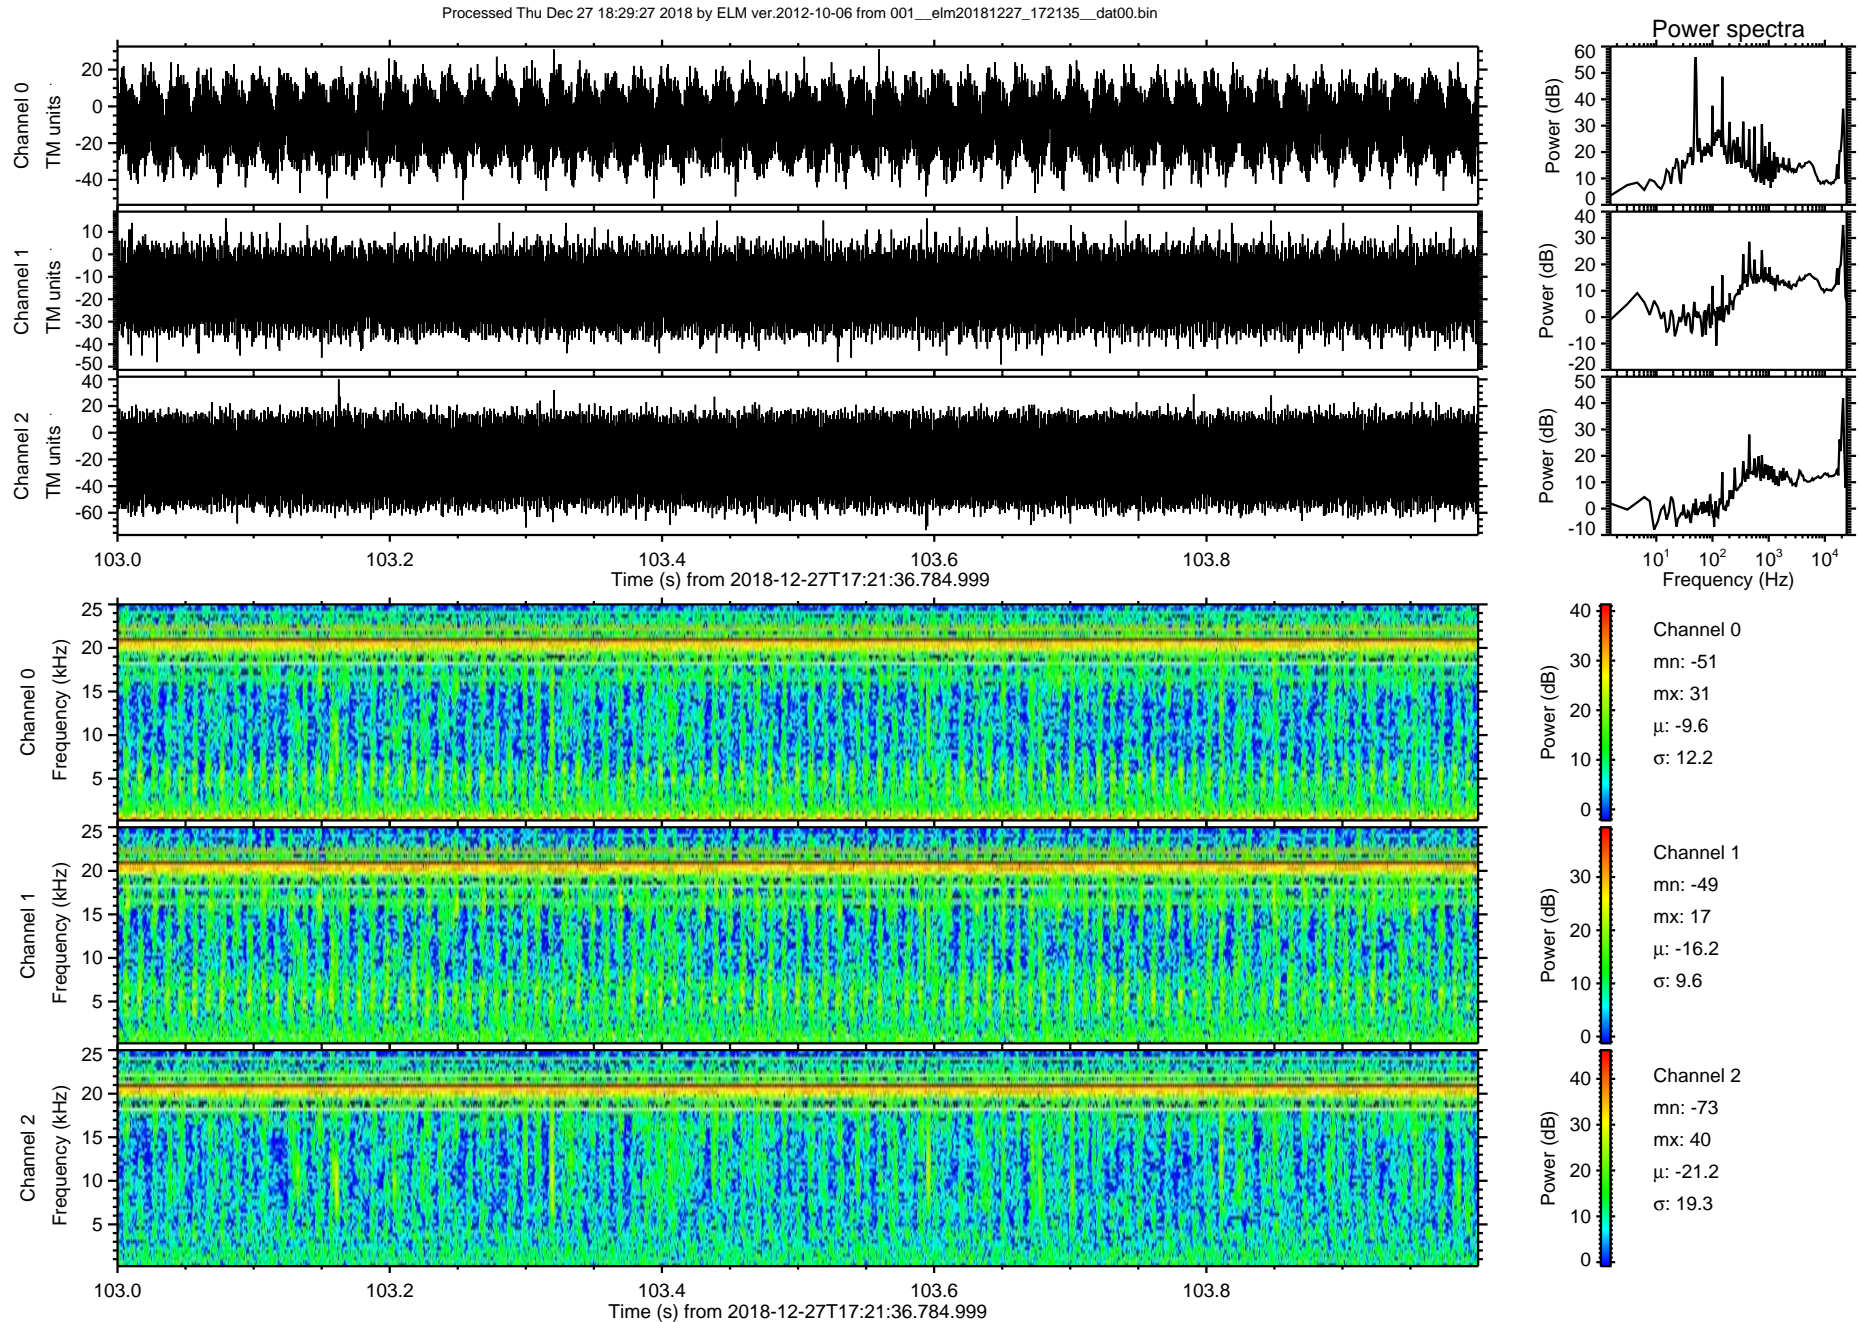 Processed Thu Dec 27 18:29:27 2018 by ELM ver.2012-10-06 from 001__elm20181227_172135__dat00.bin
Power spectra
Channel 0
TM units
20
0
-20
-40
Power (dB)
60
50
40
30
20
10
0
Channel 1
TM units
10
0
-10
-20
-30
-40
-50
Power (dB)
40
30
20
10
0
-10
-20
Channel 2
TM units
40
20
0
-20
-40
-60
Power (dB)
50
40
30
20
10
0
-10
103.0 103.2 103.4 103.6 103.8
Time (s) from 2018-12-27T17:21:36.784.999
10¹ 10² 10³ 10⁴
Frequency (Hz)
Channel 0
Frequency (kHz)
25
20
15
10
5
Power (dB)
40
30
20
10
0
Channel 0
mn: -51
mx: 31
μ: -9.6
σ: 12.2
Channel 1
Frequency (kHz)
25
20
15
10
5
Power (dB)
30
20
10
0
Channel 1
mn: -49
mx: 17
μ: -16.2
σ: 9.6
Channel 2
Frequency (kHz)
25
20
15
10
5
Power (dB)
40
30
20
10
0
Channel 2
mn: -73
mx: 40
μ: -21.2
σ: 19.3
103.0 103.2 103.4 103.6 103.8
Time (s) from 2018-12-27T17:21:36.784.999